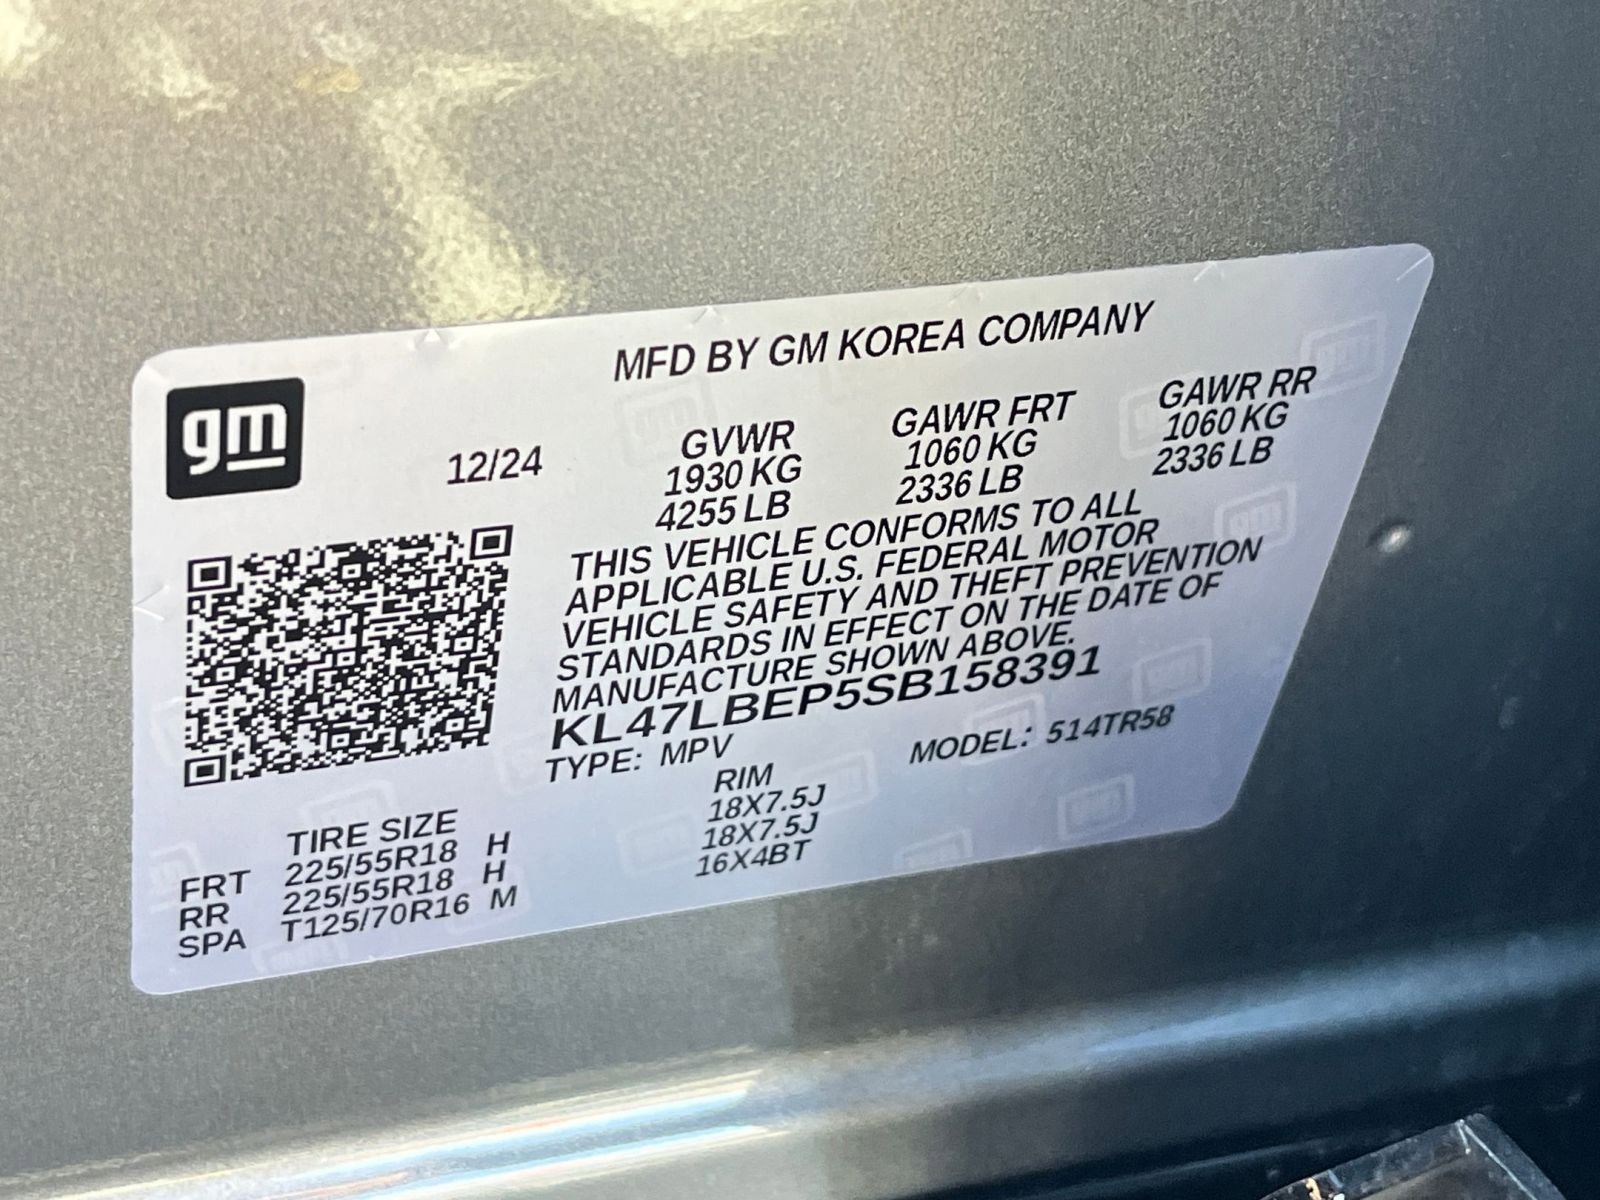 MFD BY GM KOREA COMPANY
gm
12/24
GVWR GAWR FRT GAWR RR
1930 KG 1060 KG 1060 KG
4255 LB 2336 LB 2336 LB
THIS VEHICLE CONFORMS TO ALL
APPLICABLE U.S. FEDERAL MOTOR
VEHICLE SAFETY AND THEFT PREVENTION
STANDARDS IN EFFECT ON THE DATE OF
MANUFACTURE SHOWN ABOVE.
KL47LBEP5SB158391
TYPE: MPV MODEL: 514TR58
TIRE SIZE RIM
FRT 225/55R18 H 18X7.5J
RR 225/55R18 H 18X7.5J
SPA T125/70R16 M 16X4BT